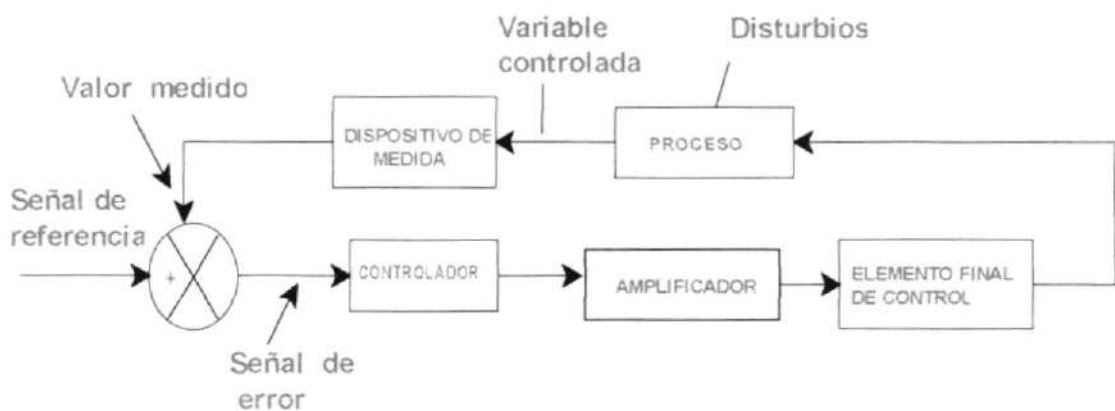 Variable
controlada
Disturbios
Valor medido
DISPOSITIVO DE
MEDIDA
PROCESO
Señal de
referencia
+
CONTROLADOR
AMPLIFICADOR
ELEMENTO FINAL
DE CONTROL
Señal de
error